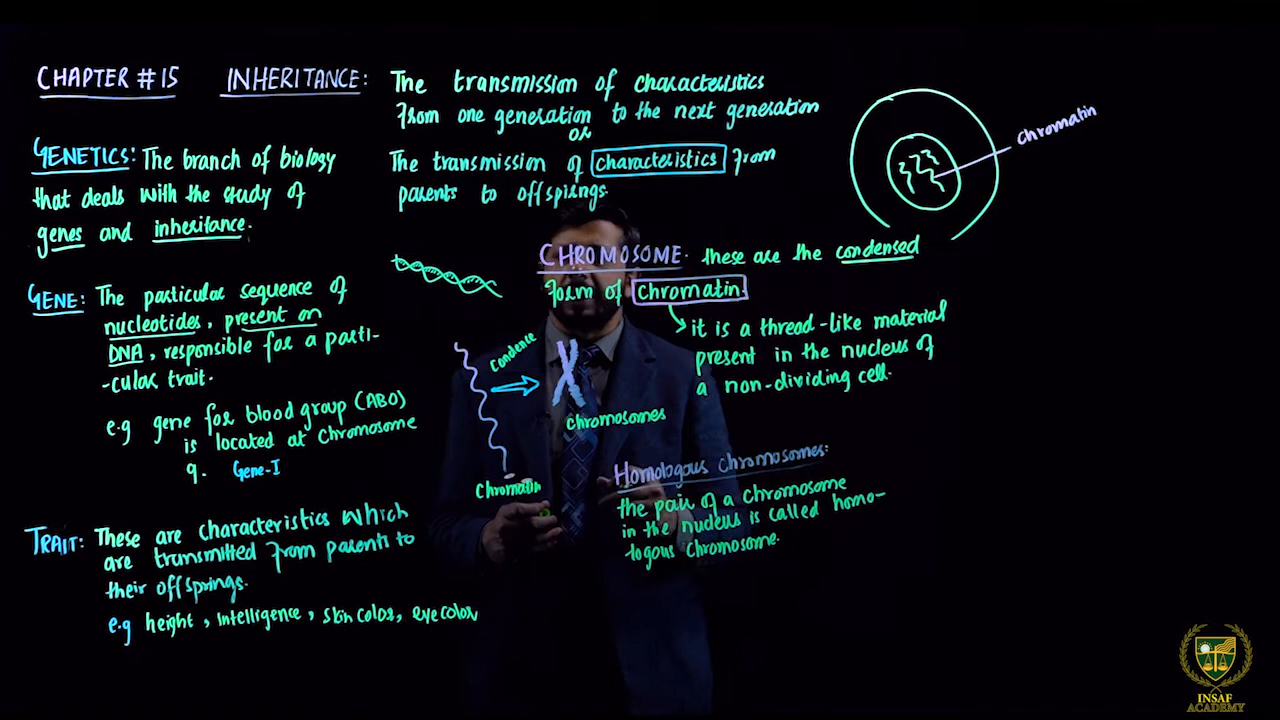 CHAPTER #15
INHERITANCE:
The transmission of characteristics
from one generation to the next generation
or
The transmission of characteristics from
parents to offsprings.
GENETICS: The branch of biology
that deals with the study of
genes and inheritance.
GENE: The particular sequence of
nucleotides, present on
DNA, responsible for a parti-
-cular trait.
e.g gene for blood group (ABO)
is located at chromosome
9. Gene-I
TRAIT: These are characteristics which
are transmitted from parents to
their offsprings.
e.g height, intelligence, skin color, eye color
CHROMOSOME. these are the condensed
form of chromatin.
it is a thread-like material
present in the nucleus of
a non-dividing cell.
Condence
chromosomes
Chromatin
Homologous chromosomes:
the pair of a chromosome
in the nucleus is called homo-
logous chromosome.
chromatin
INSAF
ACADEMY